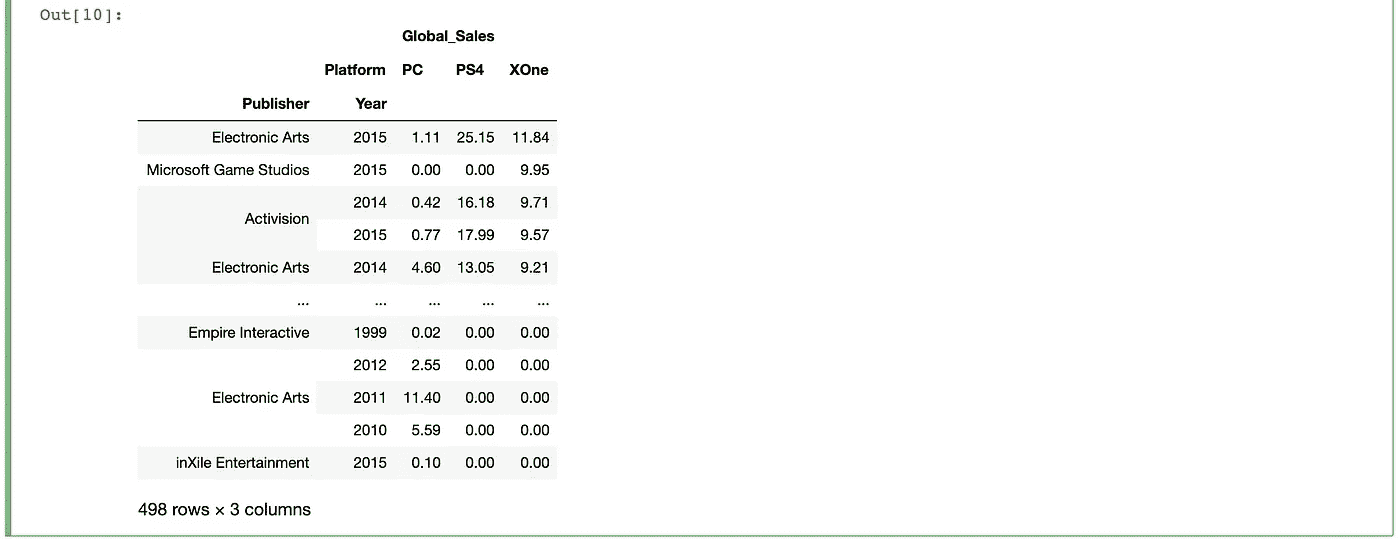 Out[10]:
Global_Sales
Platform PC PS4 XOne
Publisher Year
Electronic Arts 2015 1.11 25.15 11.84
Microsoft Game Studios 2015 0.00 0.00 9.95
Activision 2014 0.42 16.18 9.71
2015 0.77 17.99 9.57
Electronic Arts 2014 4.60 13.05 9.21
... ... ... ... ...
Empire Interactive 1999 0.02 0.00 0.00
2012 2.55 0.00 0.00
Electronic Arts 2011 11.40 0.00 0.00
2010 5.59 0.00 0.00
inXile Entertainment 2015 0.10 0.00 0.00
498 rows × 3 columns